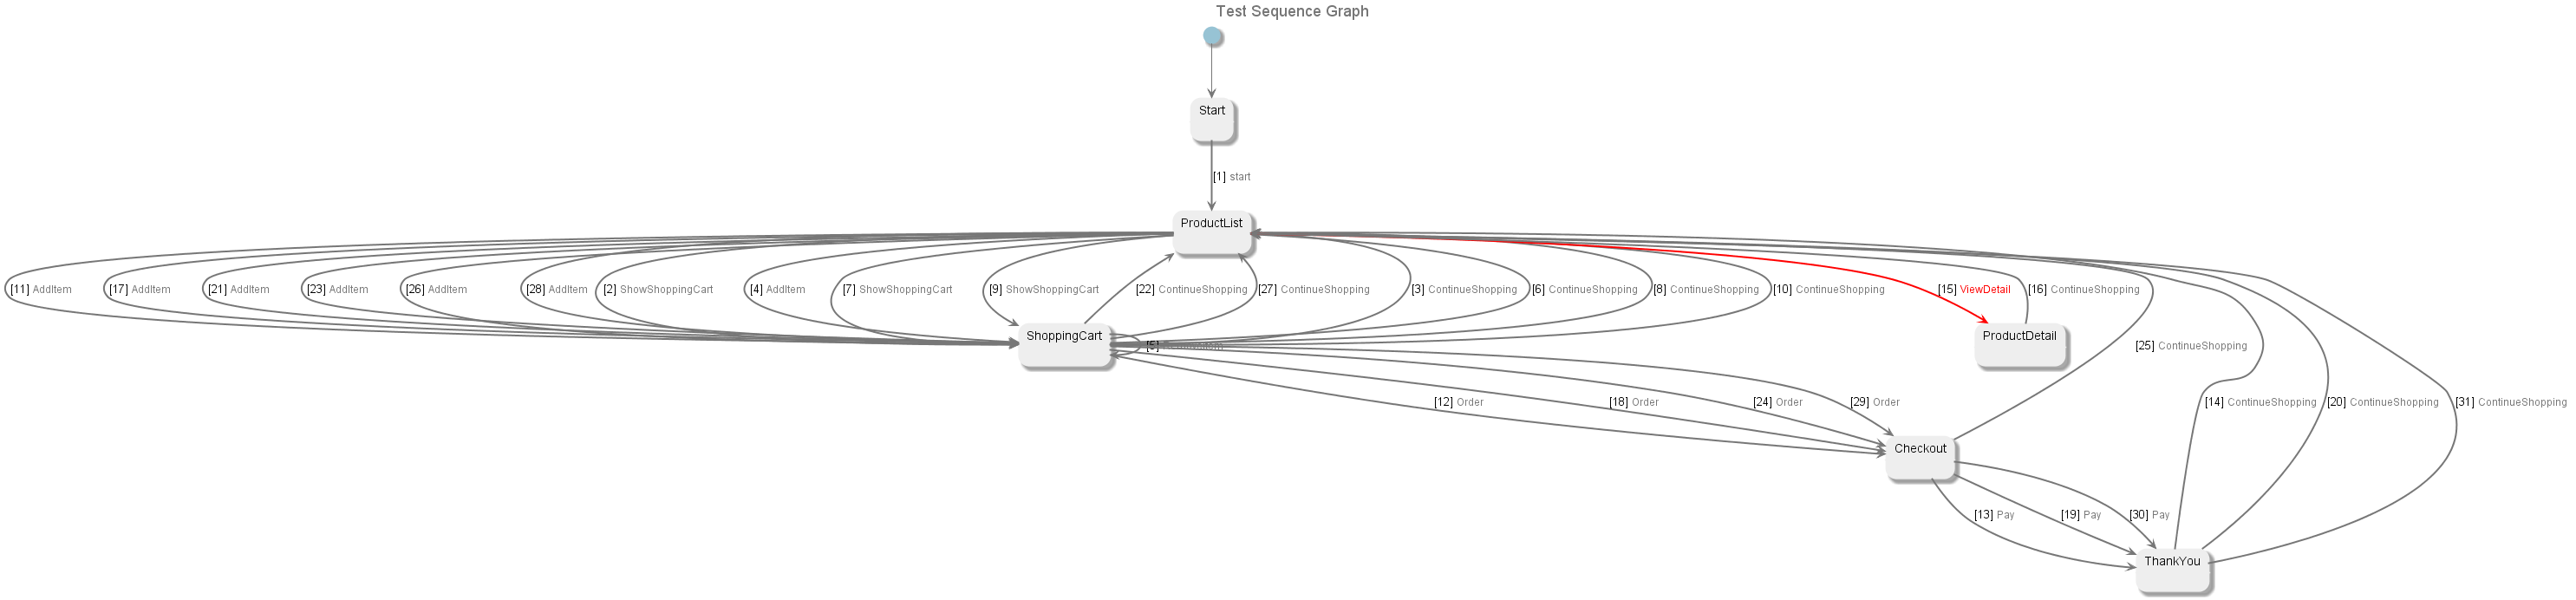 Test Sequence Graph
Start
[1] start
ProductList
[11] AddItem
[17] AddItem
[21] AddItem
[23] AddItem
[26] AddItem
[28] AddItem
[2] ShowShoppingCart
[4] AddItem
[7] ShowShoppingCart
[9] ShowShoppingCart
[22] ContinueShopping
[27] ContinueShopping
[3] ContinueShopping
[6] ContinueShopping
[8] ContinueShopping
[10] ContinueShopping
[15] ViewDetail
[16] ContinueShopping
ShoppingCart
[5]
ProductDetail
[25] ContinueShopping
[12] Order
[18] Order
[24] Order
[29] Order
[14] ContinueShopping
[20] ContinueShopping
[31] ContinueShopping
Checkout
[13] Pay
[19] Pay
[30] Pay
ThankYou